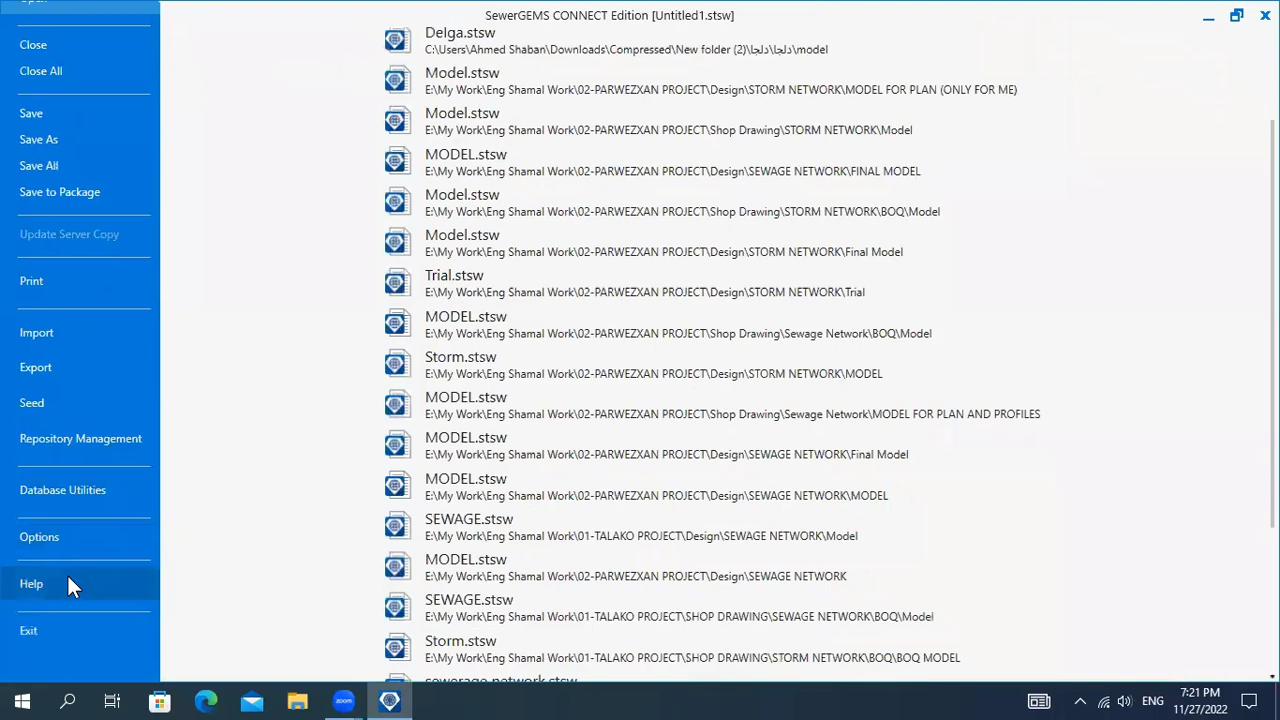 SewerGEMS CONNECT Edition [Untitled1.stsw]
Close
Close All
Save
Save As
Save All
Save to Package
Update Server Copy
Print
Import
Export
Seed
Repository Management
Database Utilities
Options
Help
Exit
Delga.stsw
C:\Users\Ahmed Shaban\Downloads\Compressed\New folder (2)\دلجا\دلجا\model
Model.stsw
E:\My Work\Eng Shamal Work\02-PARWEZXAN PROJECT\Design\STORM NETWORK\MODEL FOR PLAN (ONLY FOR ME)
Model.stsw
E:\My Work\Eng Shamal Work\02-PARWEZXAN PROJECT\Shop Drawing\STORM NETWORK\Model
MODEL.stsw
E:\My Work\Eng Shamal Work\02-PARWEZXAN PROJECT\Design\SEWAGE NETWORK\FINAL MODEL
Model.stsw
E:\My Work\Eng Shamal Work\02-PARWEZXAN PROJECT\Shop Drawing\STORM NETWORK\BOQ\Model
Model.stsw
E:\My Work\Eng Shamal Work\02-PARWEZXAN PROJECT\Design\STORM NETWORK\Final Model
Trial.stsw
E:\My Work\Eng Shamal Work\02-PARWEZXAN PROJECT\Design\STORM NETWORK\Trial
MODEL.stsw
E:\My Work\Eng Shamal Work\02-PARWEZXAN PROJECT\Shop Drawing\Sewage Network\BOQ\Model
Storm.stsw
E:\My Work\Eng Shamal Work\02-PARWEZXAN PROJECT\Design\STORM NETWORK\MODEL
MODEL.stsw
E:\My Work\Eng Shamal Work\02-PARWEZXAN PROJECT\Shop Drawing\Sewage Network\MODEL FOR PLAN AND PROFILES
MODEL.stsw
E:\My Work\Eng Shamal Work\02-PARWEZXAN PROJECT\Design\SEWAGE NETWORK\Final Model
MODEL.stsw
E:\My Work\Eng Shamal Work\02-PARWEZXAN PROJECT\Design\SEWAGE NETWORK\MODEL
SEWAGE.stsw
E:\My Work\Eng Shamal Work\01-TALAKO PROJECT\Design\SEWAGE NETWORK\Model
MODEL.stsw
E:\My Work\Eng Shamal Work\02-PARWEZXAN PROJECT\Design\SEWAGE NETWORK
SEWAGE.stsw
E:\My Work\Eng Shamal Work\01-TALAKO PROJECT\SHOP DRAWING\SEWAGE NETWORK\BOQ\Model
Storm.stsw
E:\My Work\Eng Shamal Work\01-TALAKO PROJECT\SHOP DRAWING\STORM NETWORK\BOQ\BOQ MODEL
sewerage network.stsw
zoom
ENG
7:21 PM
11/27/2022